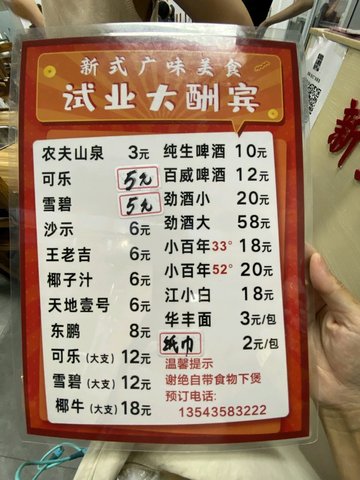 新式广味美食
试业大酬宾
农夫山泉 3元
可乐 5元
雪碧 5元
沙示 6元
王老吉 6元
椰子汁 6元
天地壹号 6元
东鹏 8元
可乐(大支) 12元
雪碧(大支) 12元
椰牛(大支) 18元
纯生啤酒 10元
百威啤酒 12元
劲酒小 20元
劲酒大 58元
小百年33° 18元
小百年52° 20元
江小白 18元
华丰面 3元/包
纸巾 2元/包
温馨提示
谢绝自带食物下煲
预订电话:
13543583222